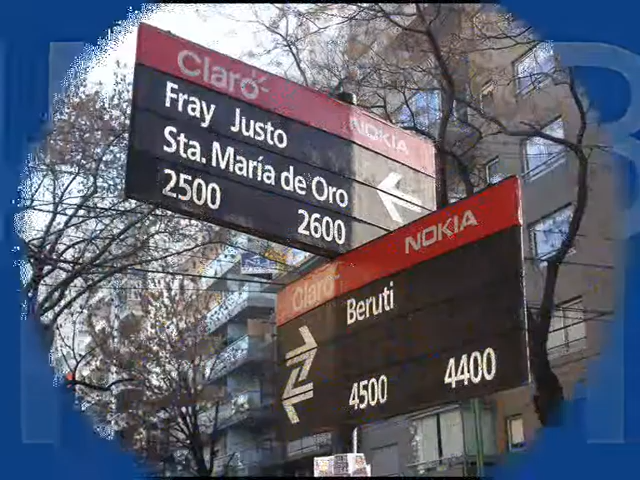 Claro
NOKIA
Fray Justo
Sta. María de Oro
2500 2600
Claro
NOKIA
Beruti
4500 4400